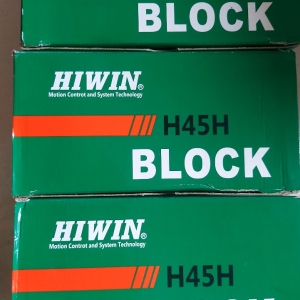 BLOCK
HIWIN®
Motion Control and System Technology
H45H
BLOCK
HIWIN®
Motion Control and System Technology
H45H